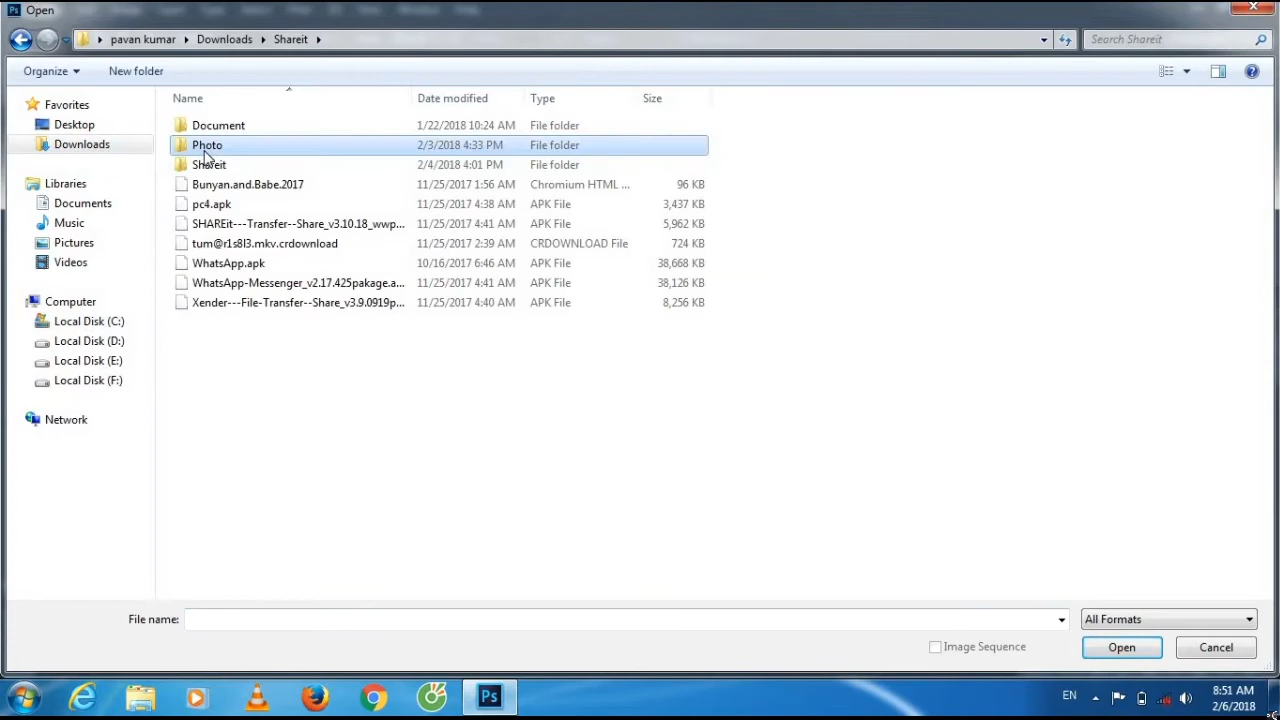 Ps Open
pavan kumar Downloads Shareit
Search Shareit
Organize New folder
Name Date modified Type Size
Favorites
Desktop
Downloads
Libraries
Documents
Music
Pictures
Videos
Computer
Local Disk (C:)
Local Disk (D:)
Local Disk (E:)
Local Disk (F:)
Network
Document 1/22/2018 10:24 AM File folder
Photo 2/3/2018 4:33 PM File folder
Shareit 2/4/2018 4:01 PM File folder
Bunyan.and.Babe.2017 11/25/2017 1:56 AM Chromium HTML ... 96 KB
pc4.apk 11/25/2017 4:38 AM APK File 3,437 KB
SHAREit---Transfer--Share_v3.10.18_wwp... 11/25/2017 4:41 AM APK File 5,962 KB
tum@r1s8l3.mkv.crdownload 11/25/2017 2:39 AM CRDOWNLOAD File 724 KB
WhatsApp.apk 10/16/2017 6:46 AM APK File 38,668 KB
WhatsApp-Messenger_v2.17.425pakage.a... 11/25/2017 4:41 AM APK File 38,126 KB
Xender---File-Transfer--Share_v3.9.0919p... 11/25/2017 4:40 AM APK File 8,256 KB
File name: All Formats
Image Sequence Open Cancel
Ps EN 8:51 AM
2/6/2018